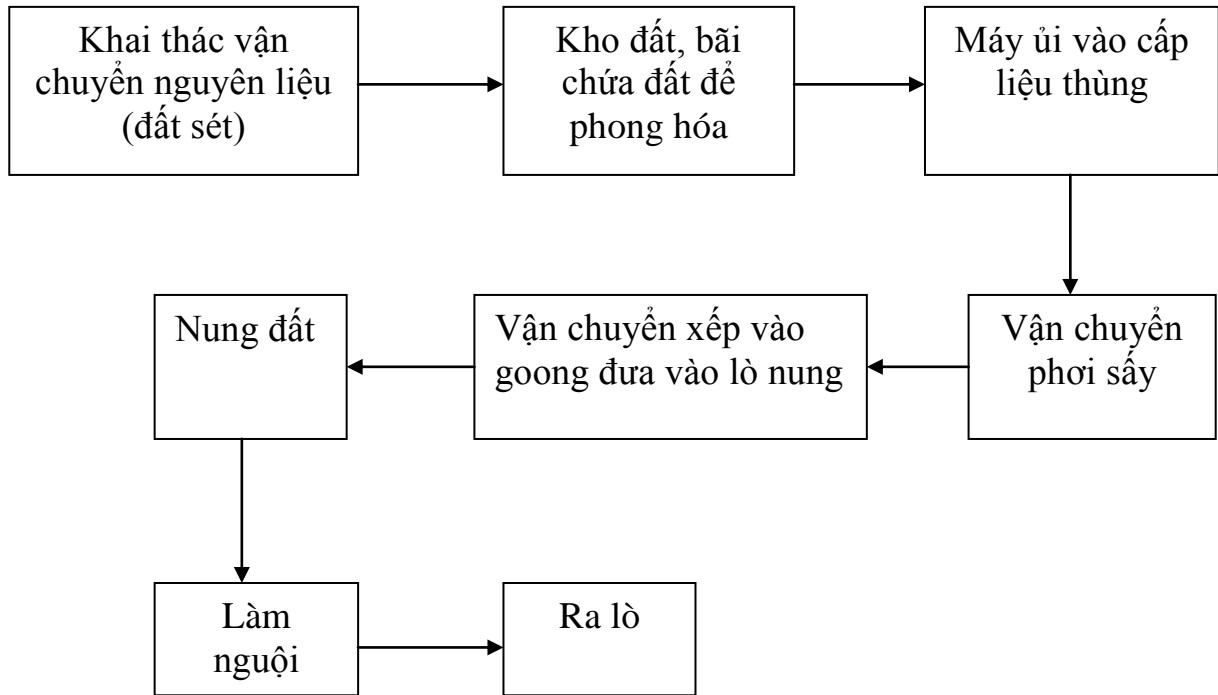 Khai thác vận
chuyển nguyên liệu
(đất sét)
Kho đất, bãi
chứa đất để
phong hóa
Máy ủi vào cấp
liệu thùng
Vận chuyển
phơi sấy
Vận chuyển xếp vào
goong đưa vào lò nung
Nung đất
Làm
nguội
Ra lò